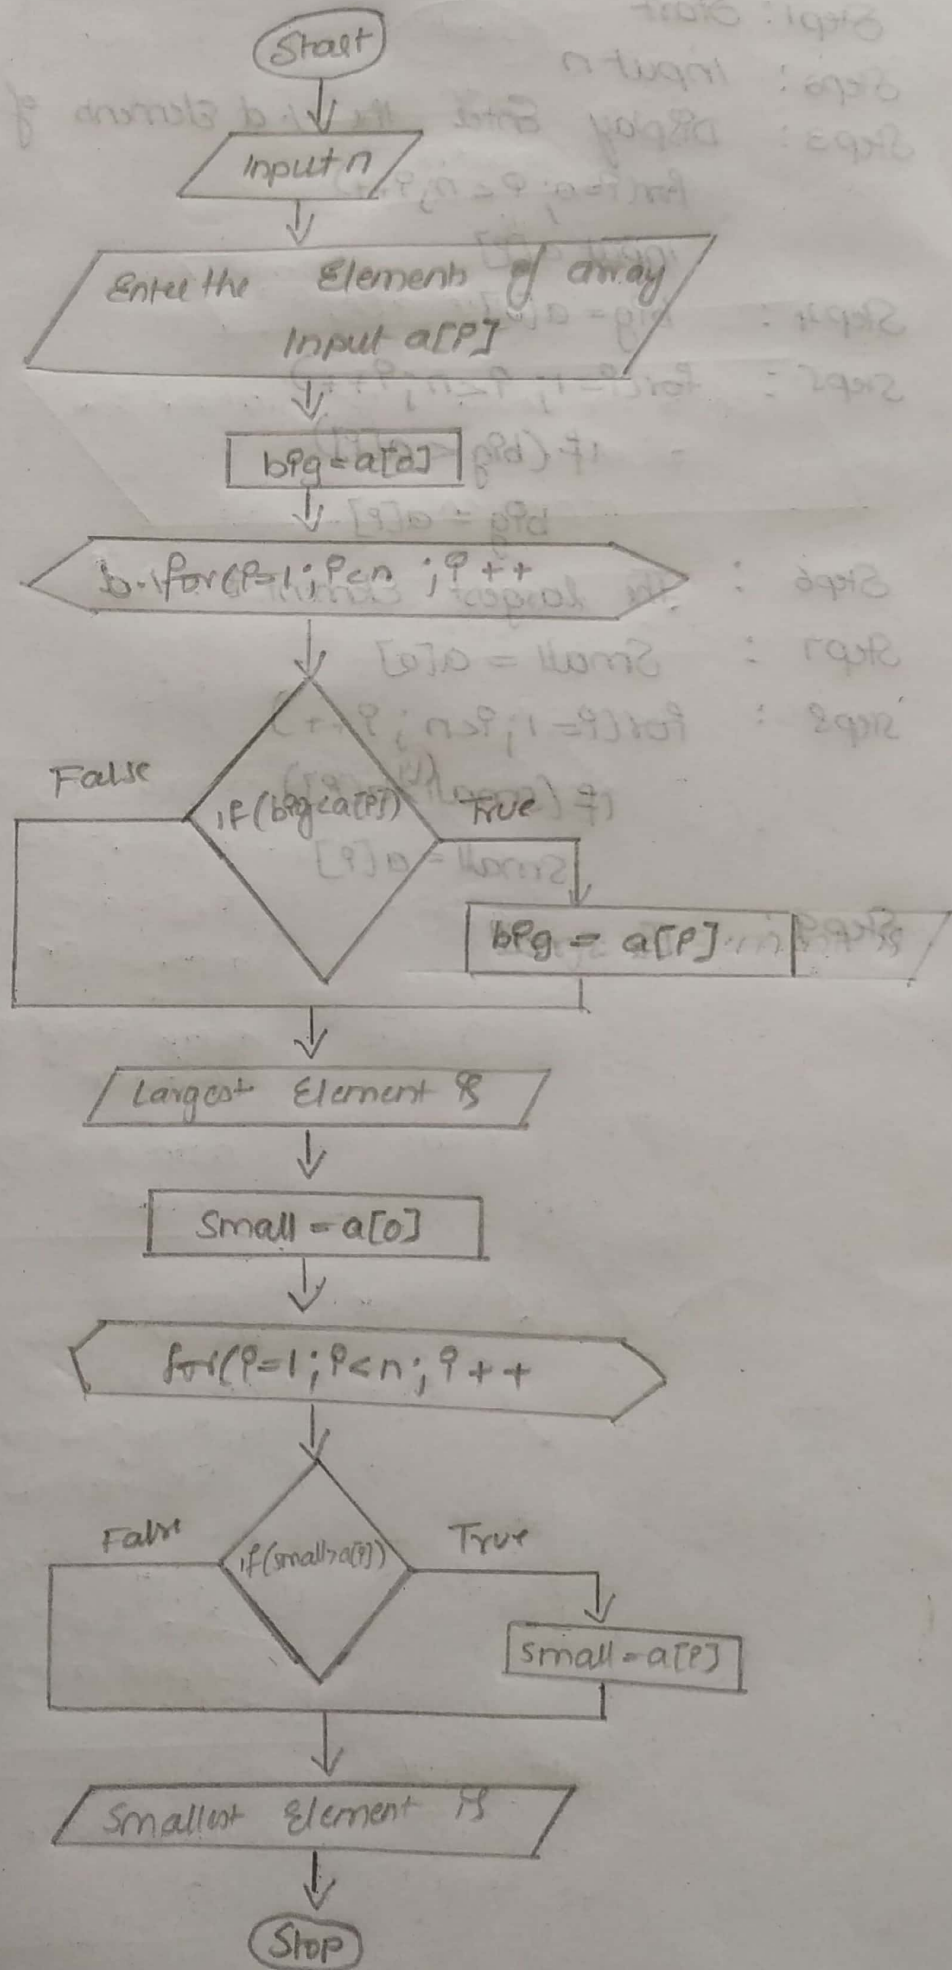 Start
Input n
Enter the Elements of array
Input a[i]
big = a[0]
for(i=1; i<n ; i++
if(big<a[i])
False
True
big = a[i]
Largest Element is
Small = a[0]
for(i=1; i<n; i++
if(small>a[i])
False
True
small = a[i]
Smallest Element is
Stop